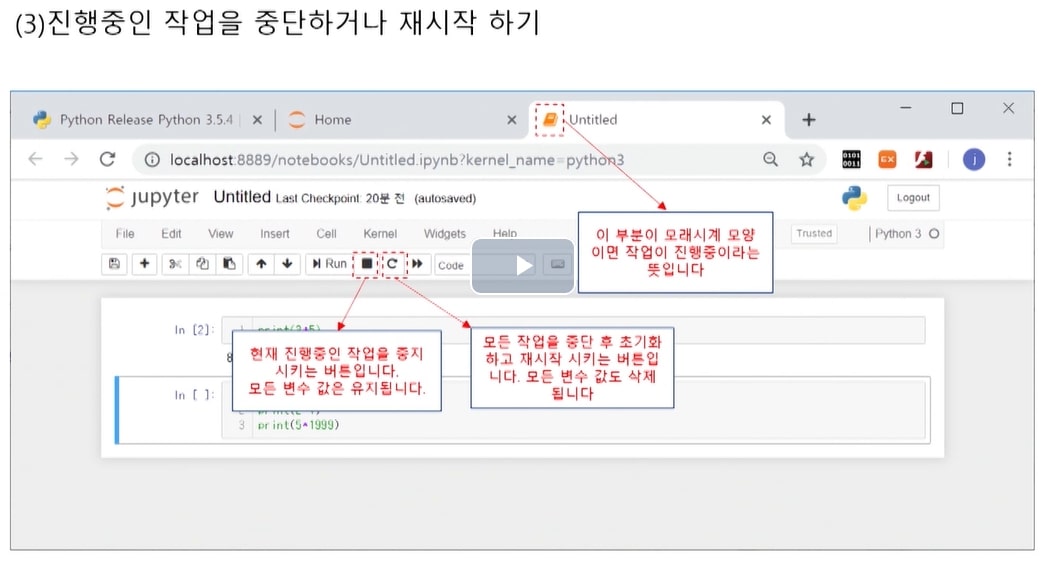 (3)진행중인 작업을 중단하거나 재시작 하기
Python Release Python 3.5.4
Home
Untitled
localhost:8889/notebooks/Untitled.ipynb?kernel_name=python3
0101
0011
EX
j
jupyter Untitled Last Checkpoint: 20분 전 (autosaved)
Logout
File Edit View Insert Cell Kernel Widgets Help
Trusted
Python 3
Run
Code
이 부분이 모래시계 모양
이면 작업이 진행중이라는
뜻입니다
In [2]:
현재 진행중인 작업을 중지
시키는 버튼입니다.
모든 변수 값은 유지됩니다.
모든 작업을 중단 후 초기화
하고 재시작 시키는 버튼입
니다. 모든 변수 값도 삭제
됩니다
8
In [ ]:
3 print(5*1999)